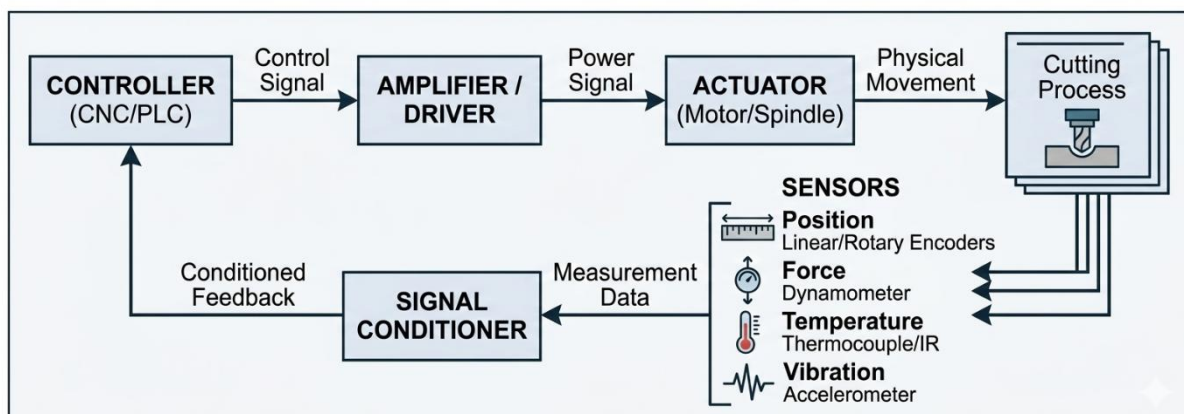 Control
Signal
Power
Signal
Physical
Movement
CONTROLLER
(CNC/PLC)
AMPLIFIER /
DRIVER
ACTUATOR
(Motor/Spindle)
Cutting
Process
SENSORS
Position
Linear/Rotary Encoders
Force
Dynamometer
Temperature
Thermocouple/IR
Vibration
Accelerometer
Measurement
Data
SIGNAL
CONDITIONER
Conditioned
Feedback